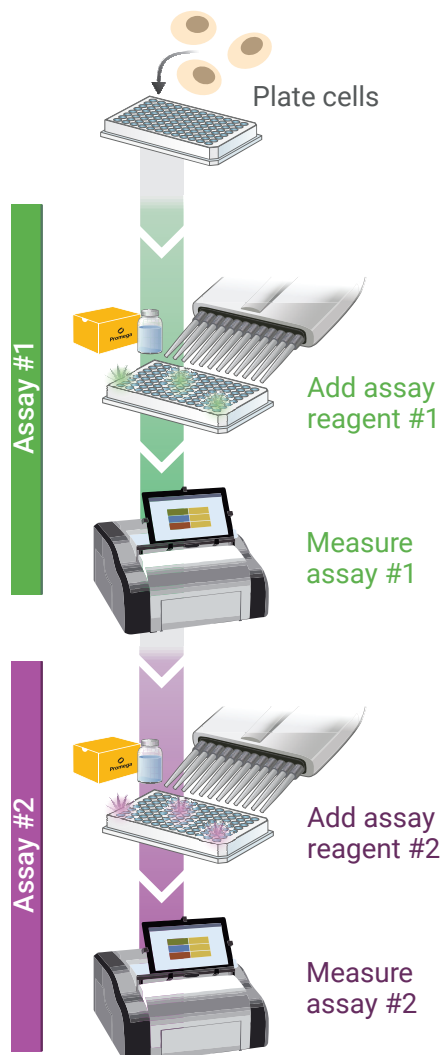 Plate cells
Assay #1
Promega
Add assay
reagent #1
Measure
assay #1
Assay #2
Promega
Add assay
reagent #2
Measure
assay #2